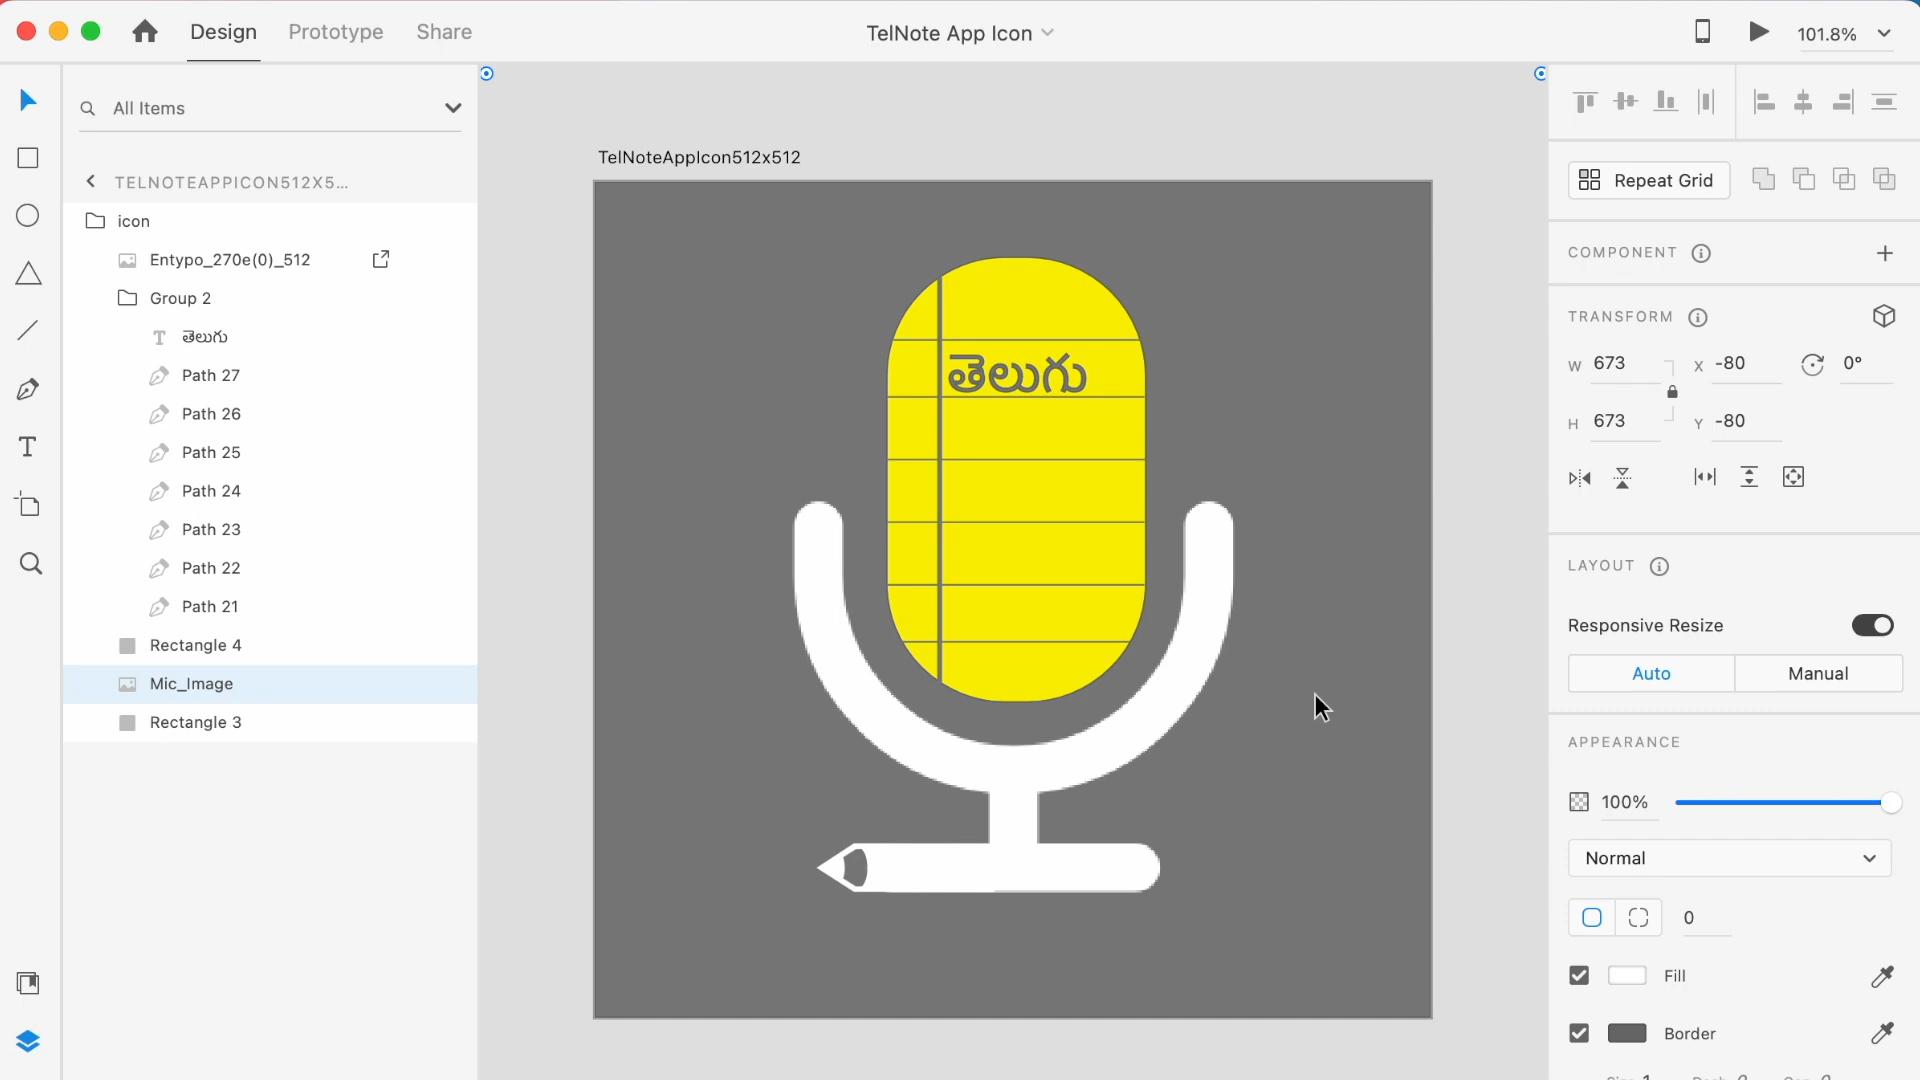 Design Prototype Share TelNote App Icon 101.8%
All Items
TELNOTEAPPICON512X5...
icon
Entypo_270e(0)_512
Group 2
తెలుగు
Path 27
Path 26
Path 25
Path 24
Path 23
Path 22
Path 21
Rectangle 4
Mic_Image
Rectangle 3
TelNoteAppIcon512x512
తెలుగు
Repeat Grid
COMPONENT
TRANSFORM
W 673 X -80 0°
H 673 Y -80
LAYOUT
Responsive Resize
Auto Manual
APPEARANCE
100%
Normal
0
Fill
Border